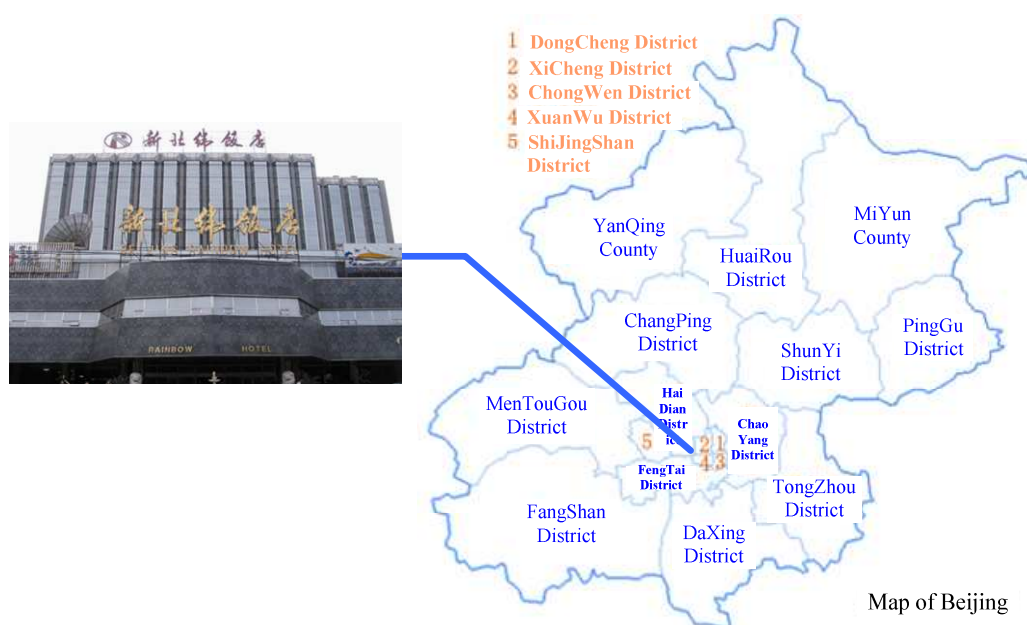 1 DongCheng District
2 XiCheng District
3 ChongWen District
4 XuanWu District
5 ShiJingShan
District
新北纬饭店
新北纬饭店
RAINBOW HOTEL
YanQing
County
MiYun
County
HuaiRou
District
ChangPing
District
ShunYi
District
PingGu
District
MenTouGou
District
Hai
Dian
Distr
ict
Chao
Yang
District
5
2 1
4 3
FengTai
District
TongZhou
District
FangShan
District
DaXing
District
Map of Beijing